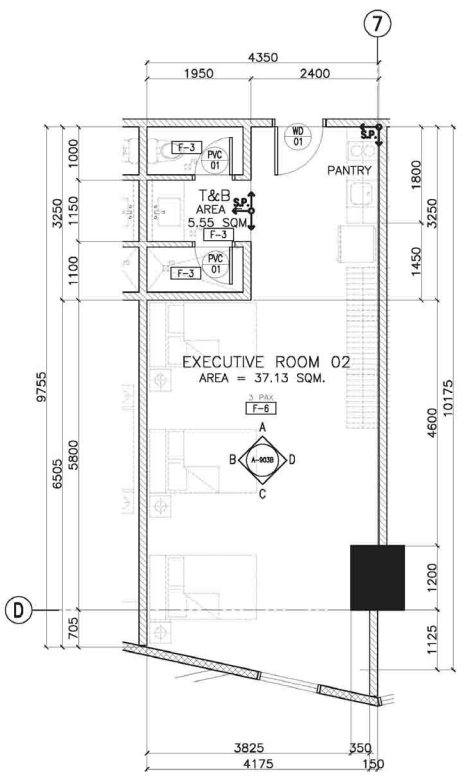 7
4350
1950
2400
WD
01
S.P.
F-3
PVC
01
PANTRY
1000
1800
T&B
AREA
5.55 SQM.
S.P.
F-3
3250
1150
3250
PVC
01
F-3
1100
1450
EXECUTIVE ROOM 02
AREA = 37.13 SQM.
3 PAX
F-6
A
B
A-903B
D
C
9755
6505
5800
4600
10175
1200
D
705
1125
3825
350
4175
150